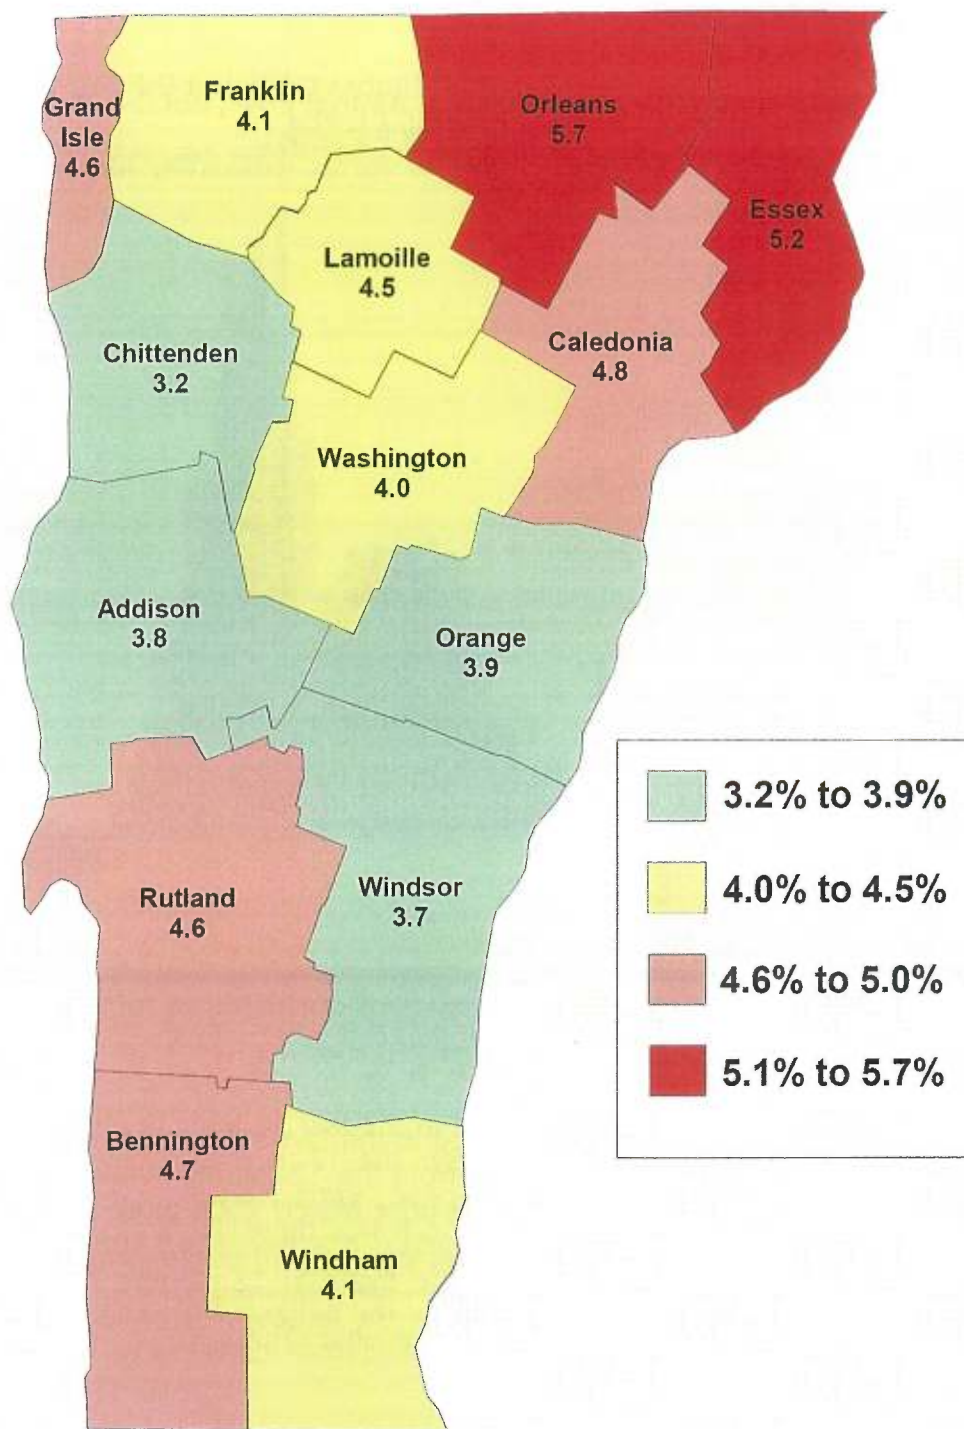 Franklin
4.1
Orleans
5.7
Grand
Isle
4.6
Essex
5.2
Lamoille
4.5
Chittenden
3.2
Caledonia
4.8
Washington
4.0
Addison
3.8
Orange
3.9
Rutland
4.6
Windsor
3.7
Bennington
4.7
Windham
4.1
3.2% to 3.9%
4.0% to 4.5%
4.6% to 5.0%
5.1% to 5.7%